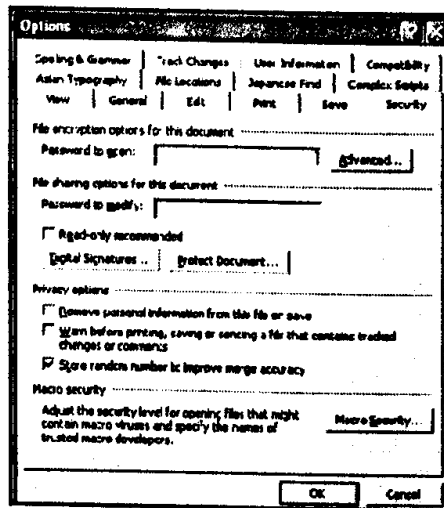 Options
Spelling & Grammar Track Changes User Information Compatibility
Asian Typography File Locations Japanese Find Complex Scripts
View General Edit Print Save Security
File encryption options for this document
Password to open: Advanced...
File sharing options for this document
Password to modify:
Read-only recommended
Digital Signatures... Protect Document...
Privacy options
Remove personal information from this file on save
Warn before printing, saving or sending a file that contains tracked
changes or comments
Store random number to improve merge accuracy
Macro security
Adjust the security level for opening files that might
contain macro viruses and specify the names of
trusted macro developers.
Macro Security...
OK Cancel